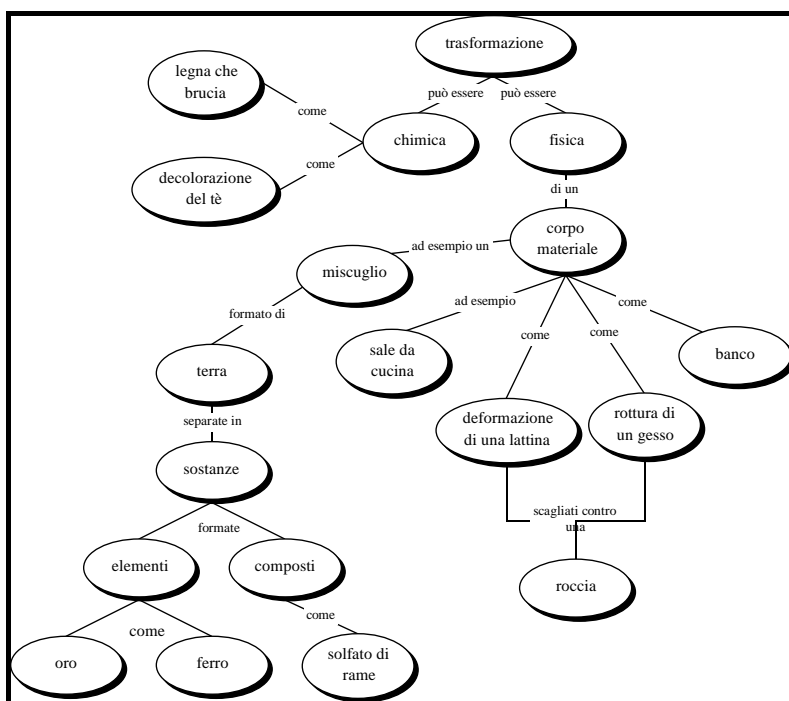 trasformazione
legna che
brucia
può essere
può essere
come
chimica
fisica
come
decolorazione
del tè
di un
corpo
materiale
ad esempio un
miscuglio
ad esempio
come
formato di
come
come
sale da
cucina
banco
terra
deformazione
di una lattina
rottura di
un gesso
separate in
sostanze
scagliati contro
una
formate
elementi
composti
roccia
come
come
oro
ferro
solfato di
rame